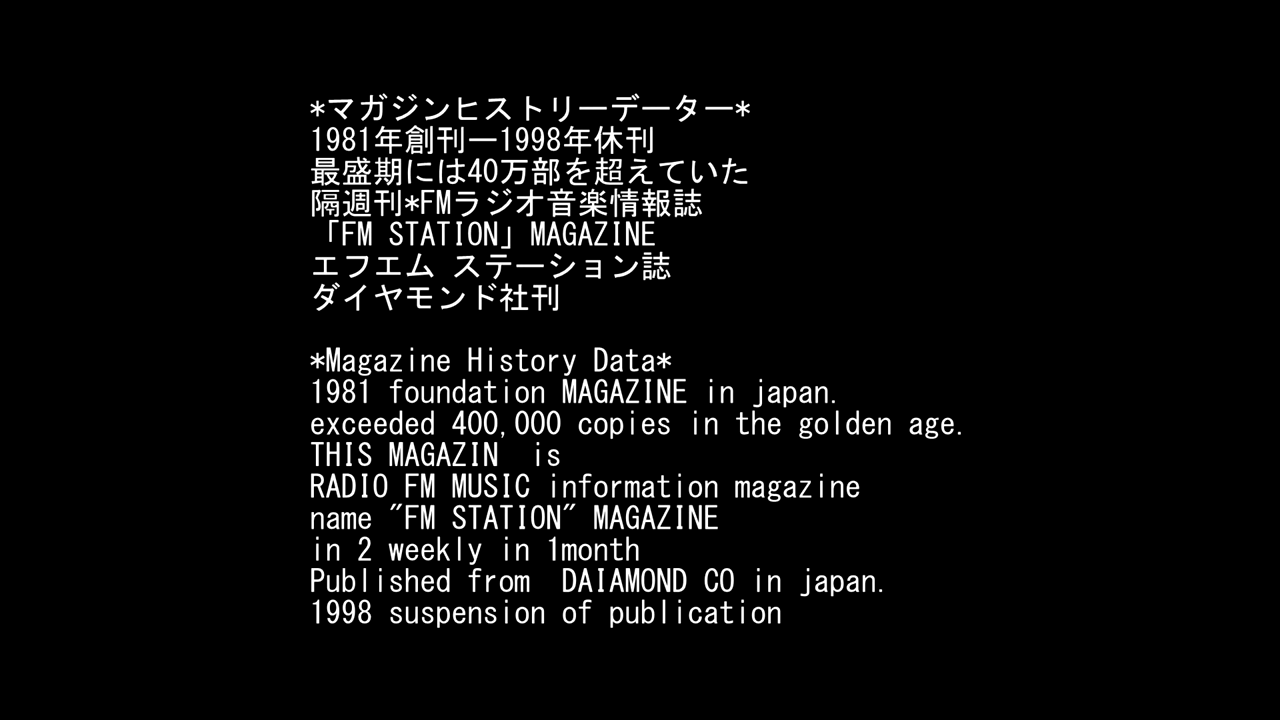 *マガジンヒストリーデーター*
1981年創刊ー1998年休刊
最盛期には40万部を超えていた
隔週刊*FMラジオ音楽情報誌
「FM STATION」MAGAZINE
エフエム ステーション誌
ダイヤモンド社刊
*Magazine History Data*
1981 foundation MAGAZINE in japan.
exceeded 400,000 copies in the golden age.
THIS MAGAZIN  is
RADIO FM MUSIC information magazine
name "FM STATION" MAGAZINE
in 2 weekly in 1month
Published from  DAIAMOND CO in japan.
1998 suspension of publication